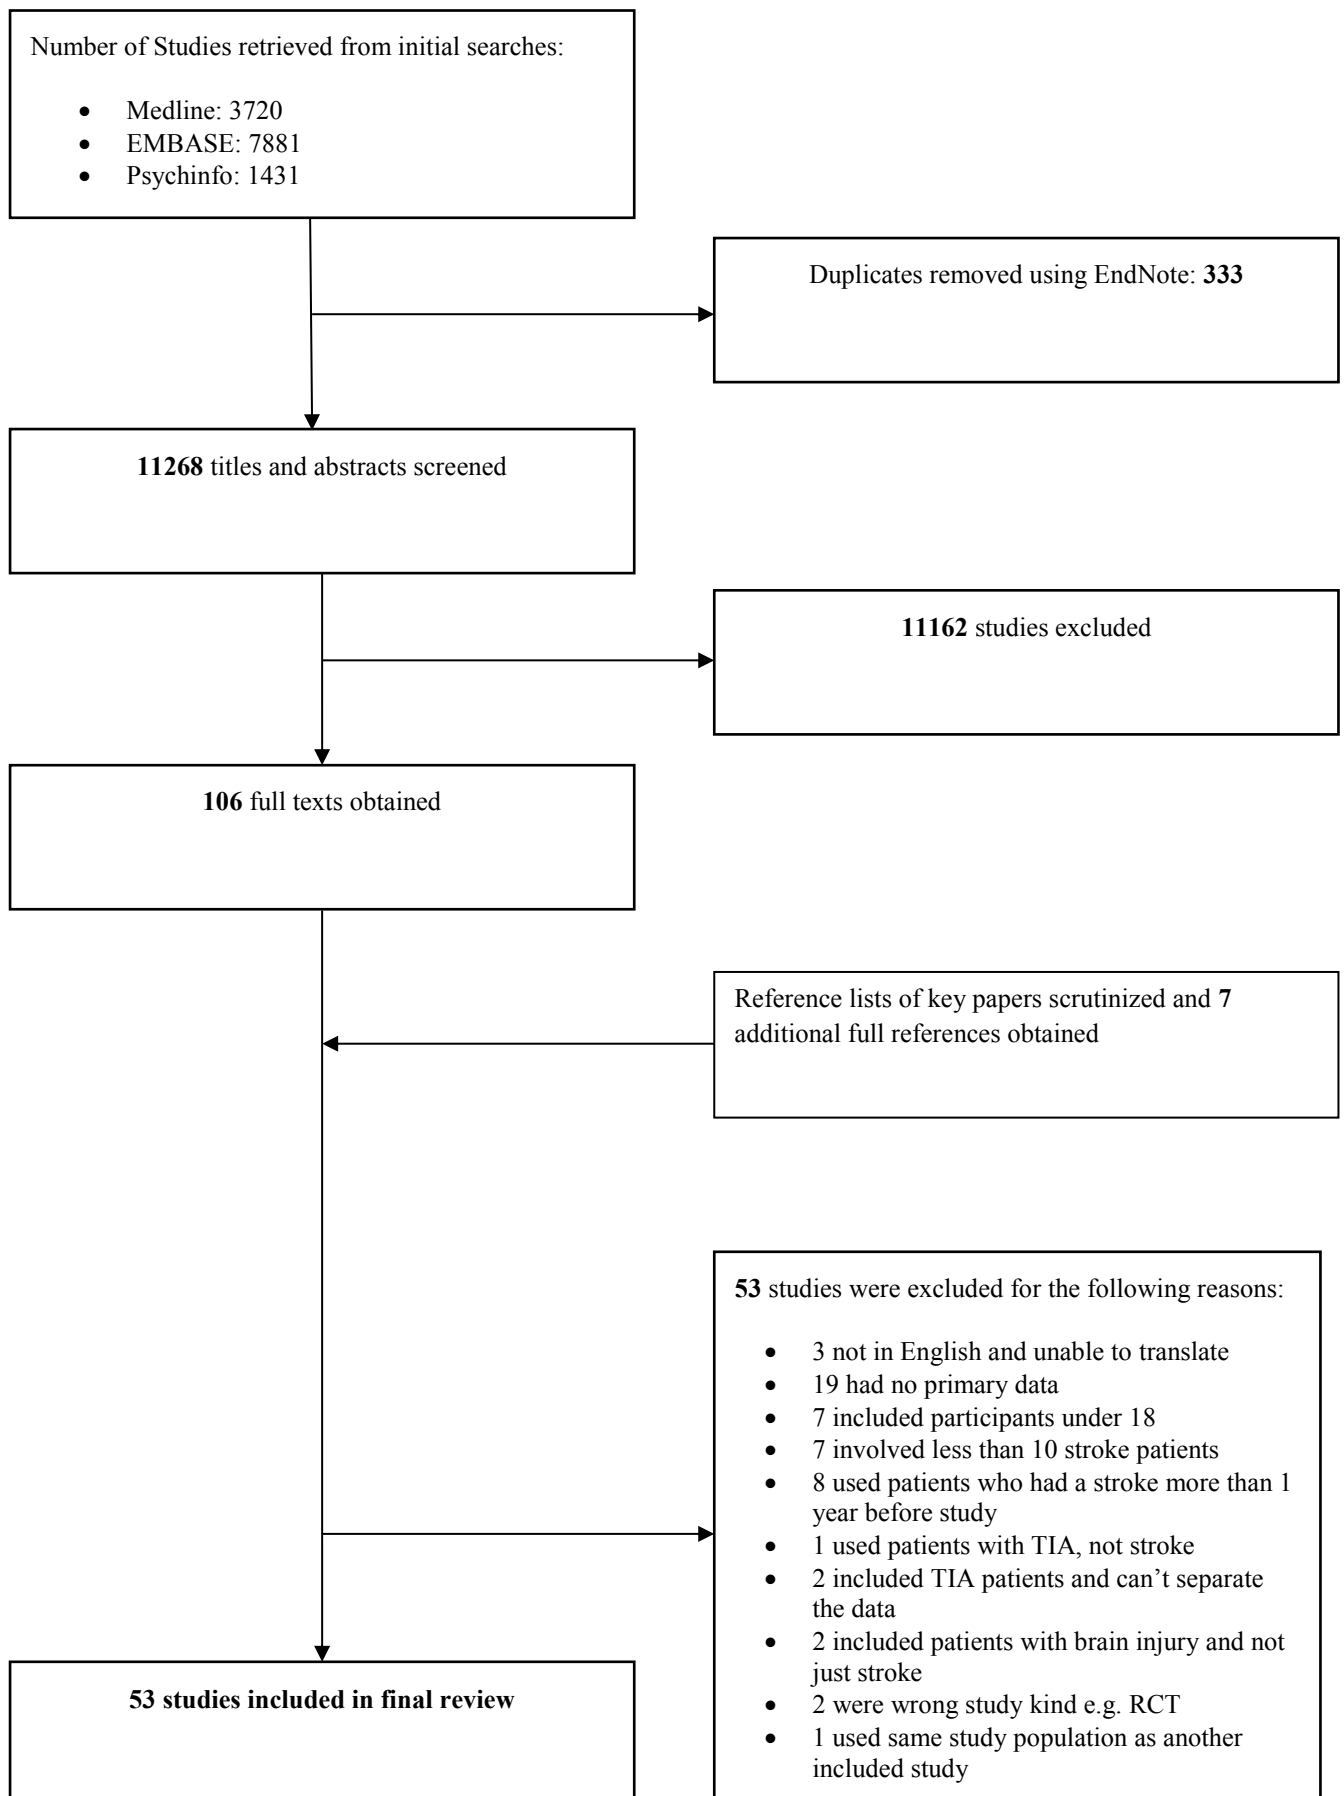 Number of Studies retrieved from initial searches:
• Medline: 3720
• EMBASE: 7881
• Psychinfo: 1431
Duplicates removed using EndNote: 333
11268 titles and abstracts screened
11162 studies excluded
106 full texts obtained
Reference lists of key papers scrutinized and 7
additional full references obtained
53 studies were excluded for the following reasons:
• 3 not in English and unable to translate
• 19 had no primary data
• 7 included participants under 18
• 7 involved less than 10 stroke patients
• 8 used patients who had a stroke more than 1
year before study
• 1 used patients with TIA, not stroke
• 2 included TIA patients and can’t separate
the data
• 2 included patients with brain injury and not
just stroke
• 2 were wrong study kind e.g. RCT
• 1 used same study population as another
included study
53 studies included in final review